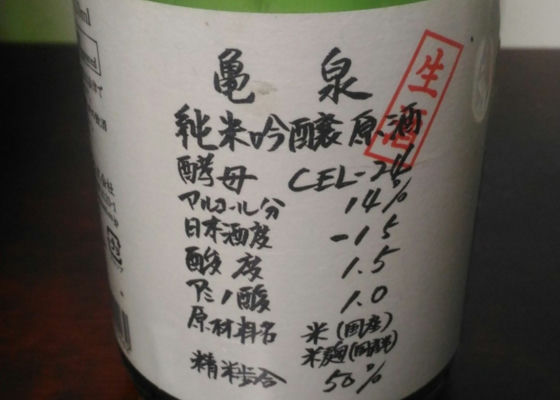 亀泉
生酒
純米吟醸原酒
酵母 CEL-24
アルコール分 14%
日本酒度 -15
酸度 1.5
アミノ酸 1.0
原材料名 米(国産)
米麹(国産米)
精米歩合 50%